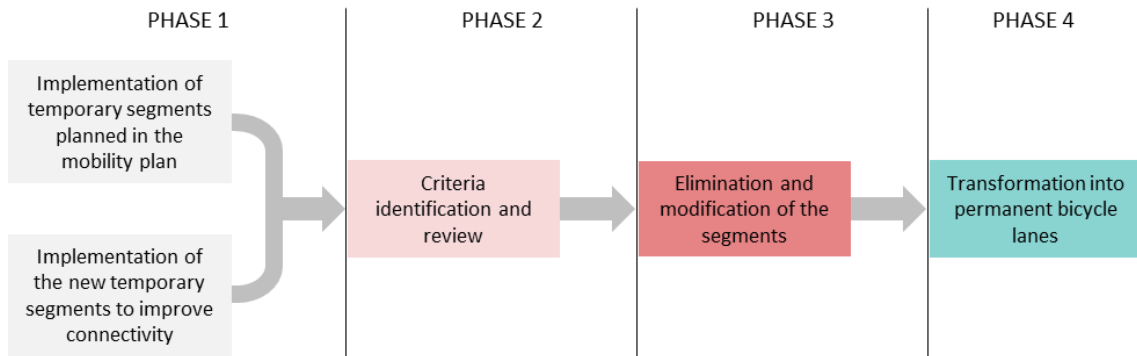 PHASE 1
PHASE 2
PHASE 3
PHASE 4
Implementation of
temporary segments
planned in the
mobility plan
Implementation of
the new temporary
segments to improve
connectivity
Criteria
identification and
review
Elimination and
modification of the
segments
Transformation into
permanent bicycle
lanes